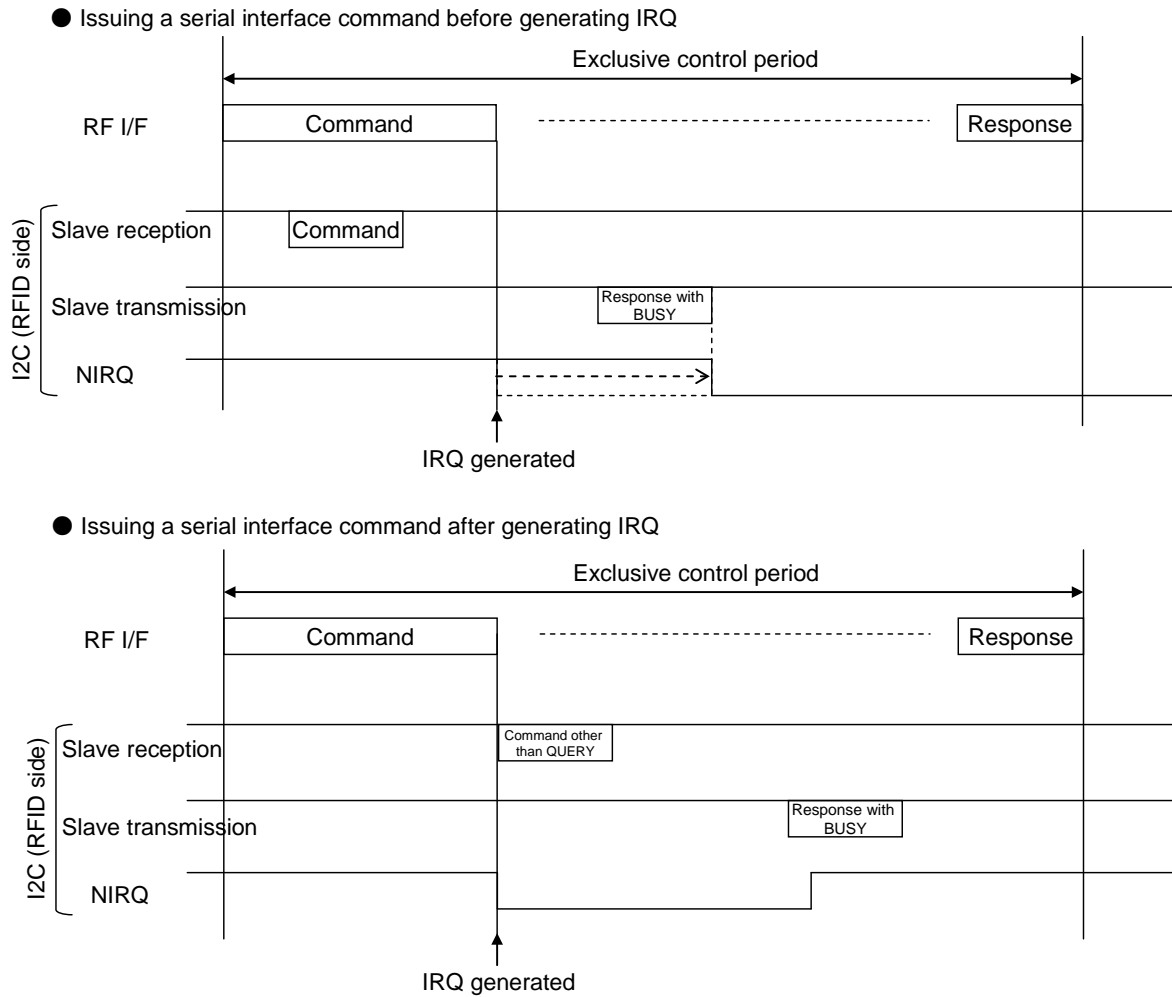 ● Issuing a serial interface command before generating IRQ
Exclusive control period
RF I/F
Command
Response
I2C (RFID side)
Slave reception
Command
Slave transmission
Response with
BUSY
NIRQ
IRQ generated
● Issuing a serial interface command after generating IRQ
Exclusive control period
RF I/F
Command
Response
I2C (RFID side)
Slave reception
Command other
than QUERY
Slave transmission
Response with
BUSY
NIRQ
IRQ generated